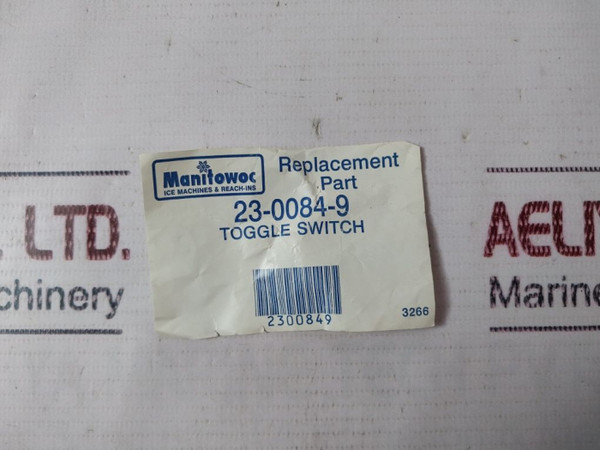 Manitowoc
ICE MACHINES & REACH-INS
Replacement
Part
23-0084-9
TOGGLE SWITCH
2300849
3266
LTD.
chinery
Marine